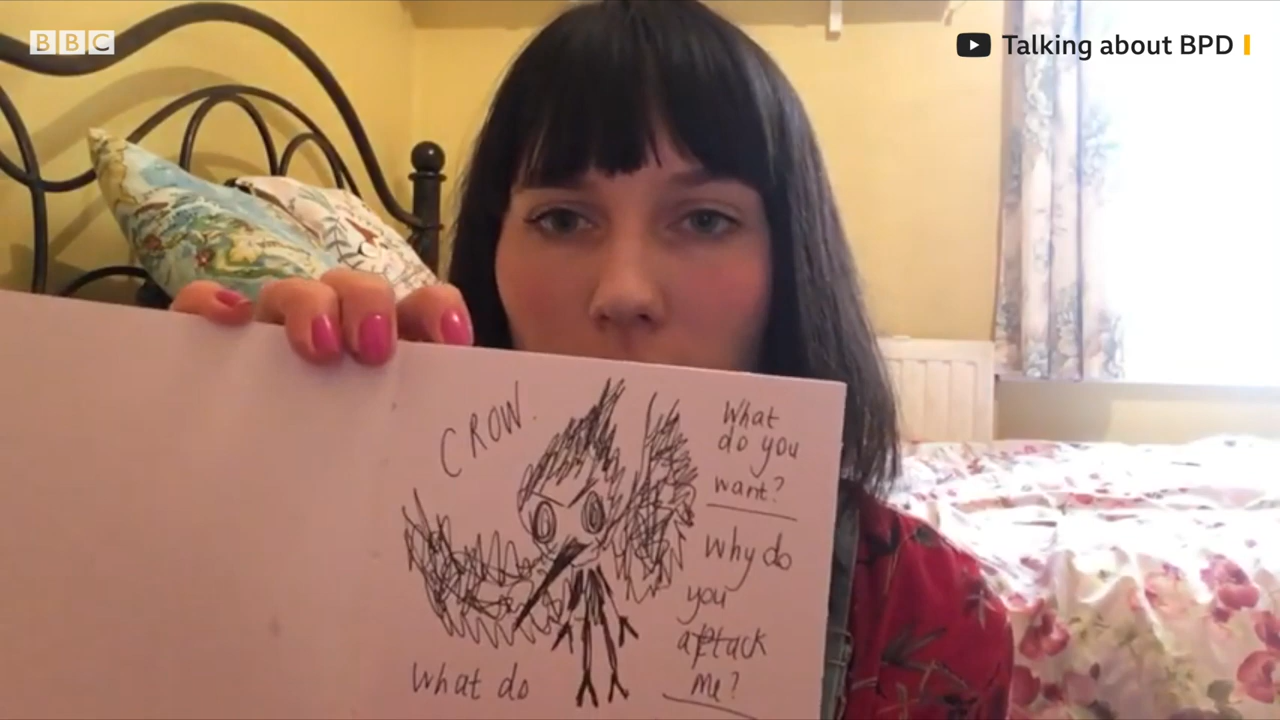 BBC
Talking about BPD
CROW.
What
do you
want?
Why do
you
attack
me?
What do